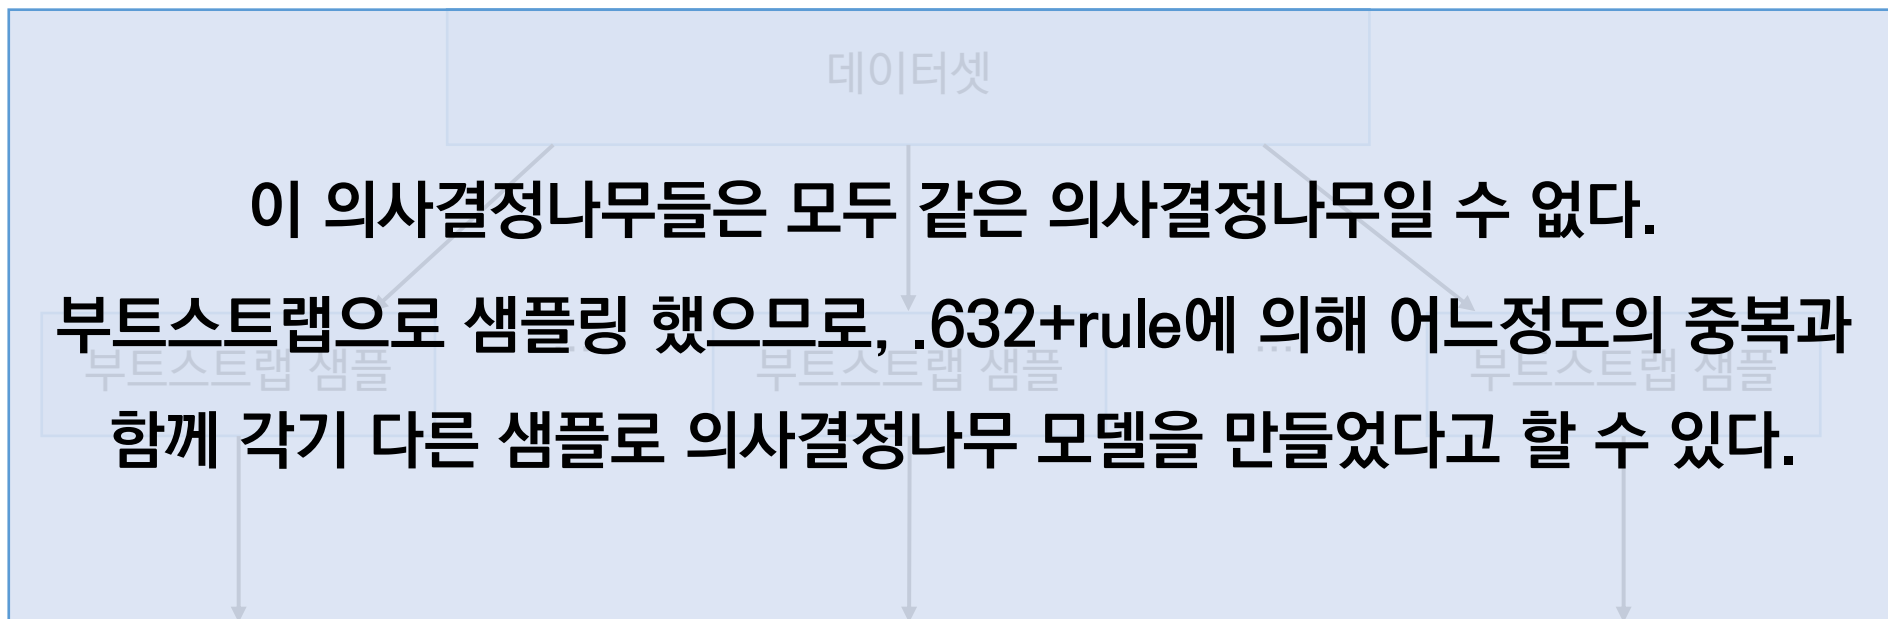 데이터셋
이 의사결정나무들은 모두 같은 의사결정나무일 수 없다.
부트스트랩으로 샘플링 했으므로, .632+rule에 의해 어느정도의 중복과
부트스트랩 샘플 ... 부트스트랩 샘플 ... 부트스트랩 샘플
함께 각기 다른 샘플로 의사결정나무 모델을 만들었다고 할 수 있다.